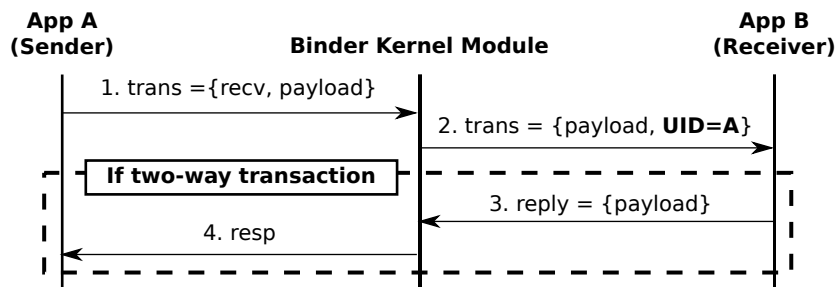 App A
(Sender)
Binder Kernel Module
App B
(Receiver)
1. trans ={recv, payload}
2. trans = {payload, UID=A}
If two-way transaction
3. reply = {payload}
4. resp